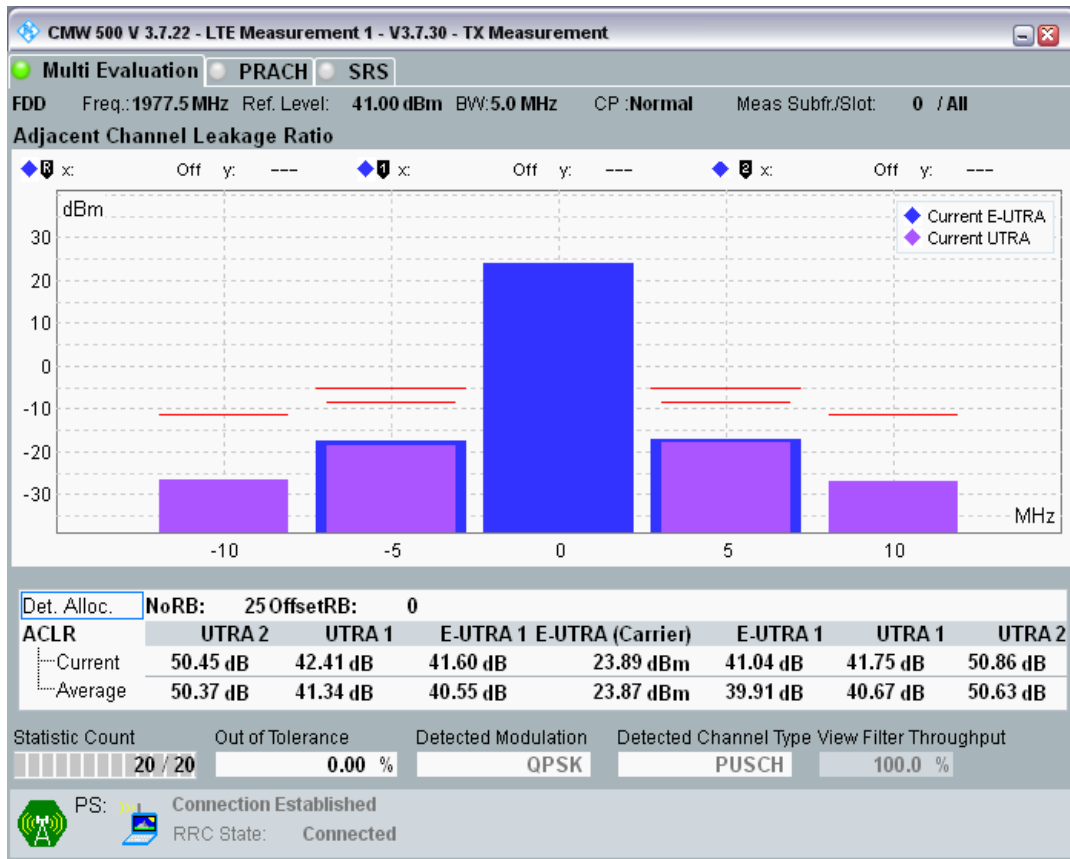 CMW 500 V 3.7.22 - LTE Measurement 1 - V3.7.30 - TX Measurement
Multi Evaluation PRACH SRS
FDD Freq.:1977.5 MHz Ref. Level: 41.00 dBm BW:5.0 MHz CP :Normal Meas Subfr./Slot: 0 / All
Adjacent Channel Leakage Ratio
R x: Off y: --- 1 x: Off y: --- 2 x: Off y: ---
dBm
Current E-UTRA
Current UTRA
30
20
10
0
-10
-20
-30
MHz
-10 -5 0 5 10
Det. Alloc. NoRB: 25 OffsetRB: 0
ACLR UTRA 2 UTRA 1 E-UTRA 1 E-UTRA (Carrier) E-UTRA 1 UTRA 1 UTRA 2
Current 50.45 dB 42.41 dB 41.60 dB 23.89 dBm 41.04 dB 41.75 dB 50.86 dB
Average 50.37 dB 41.34 dB 40.55 dB 23.87 dBm 39.91 dB 40.67 dB 50.63 dB
Statistic Count Out of Tolerance Detected Modulation Detected Channel Type View Filter Throughput
20 / 20 0.00 % QPSK PUSCH 100.0 %
PS: Connection Established
RRC State: Connected